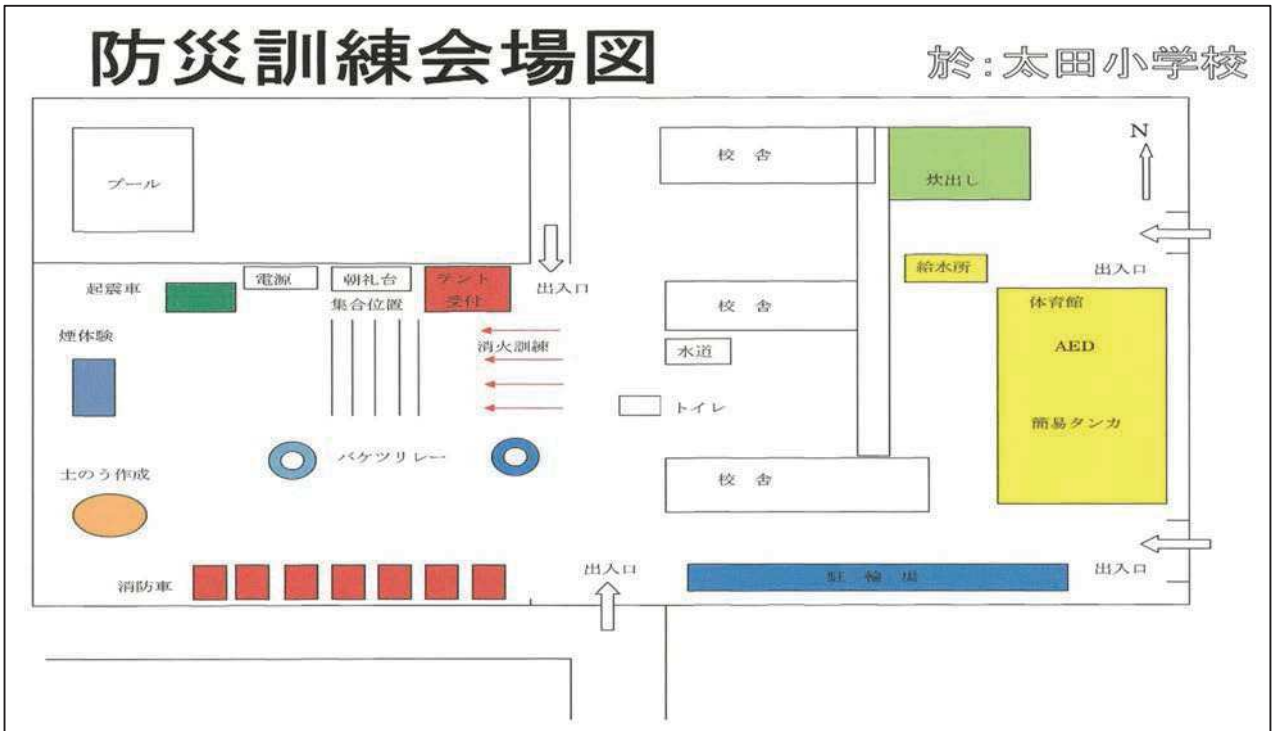 防災訓練会場図
於:太田小学校
プール
校 舎
炊出し
N
起震車
電源
朝礼台
テント
受付
出入口
集合位置
給水所
出入口
校 舎
体育館
煙体験
消火訓練
水道
AED
トイレ
簡易タンカ
バケツリレー
土のう作成
校 舎
消防車
出入口
駐 輪 場
出入口